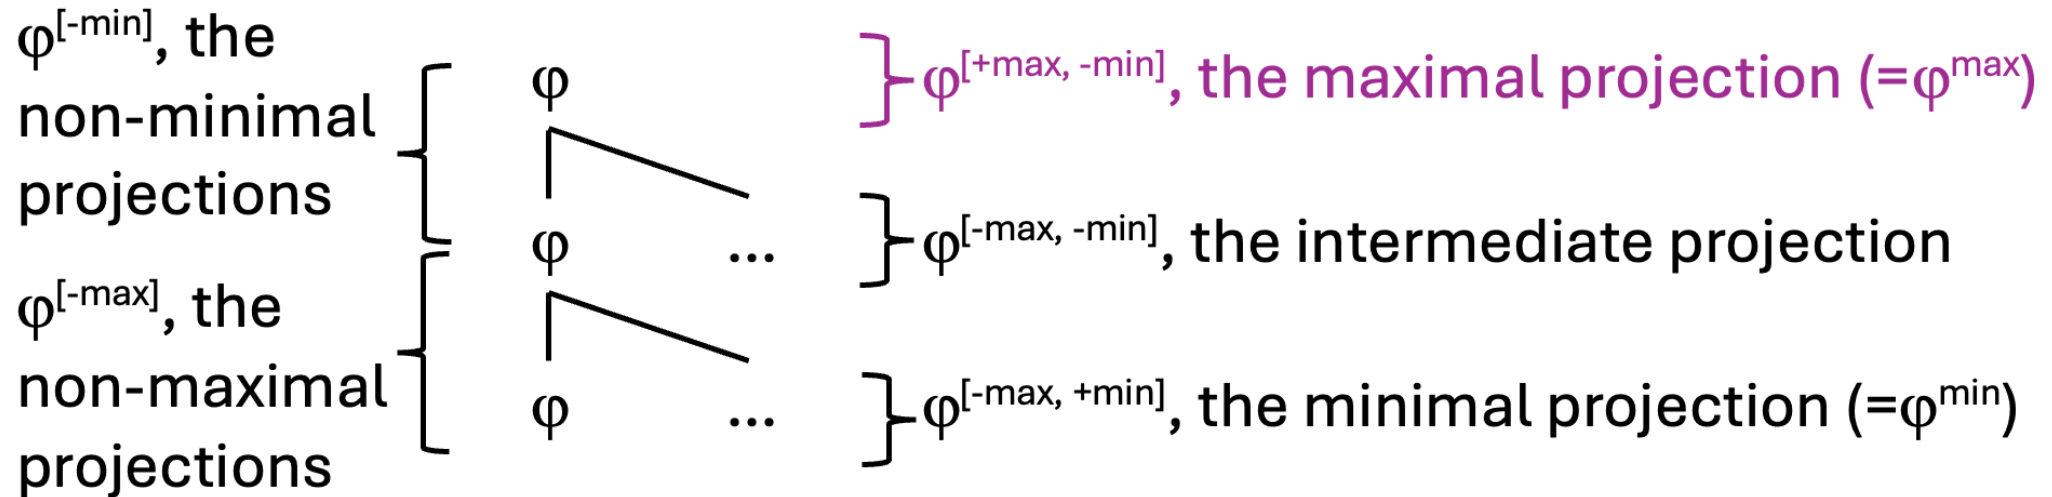 φ[-min], the
non-minimal
projections
φ[-max], the
non-maximal
projections
φ
φ
...
φ
...
φ[+max, -min], the maximal projection (=φmax)
φ[-max, -min], the intermediate projection
φ[-max, +min], the minimal projection (=φmin)